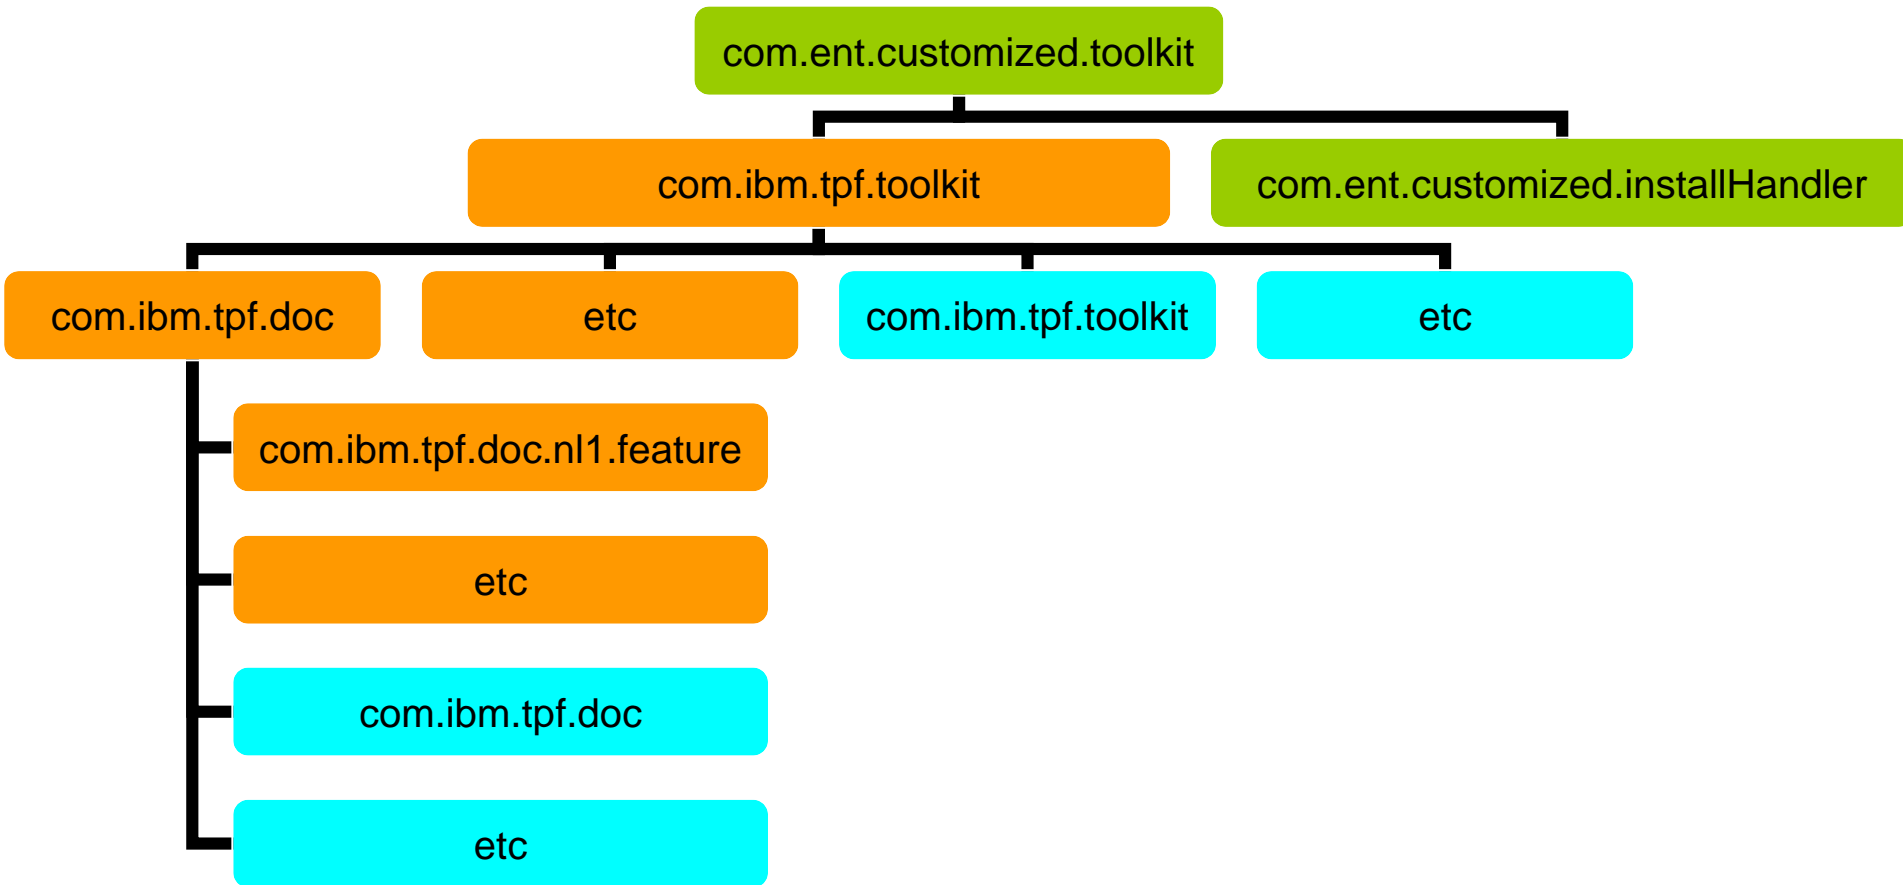 com.ent.customized.toolkit
com.ibm.tpf.toolkit
com.ent.customized.installHandler
com.ibm.tpf.doc
etc
com.ibm.tpf.toolkit
etc
com.ibm.tpf.doc.nl1.feature
etc
com.ibm.tpf.doc
etc